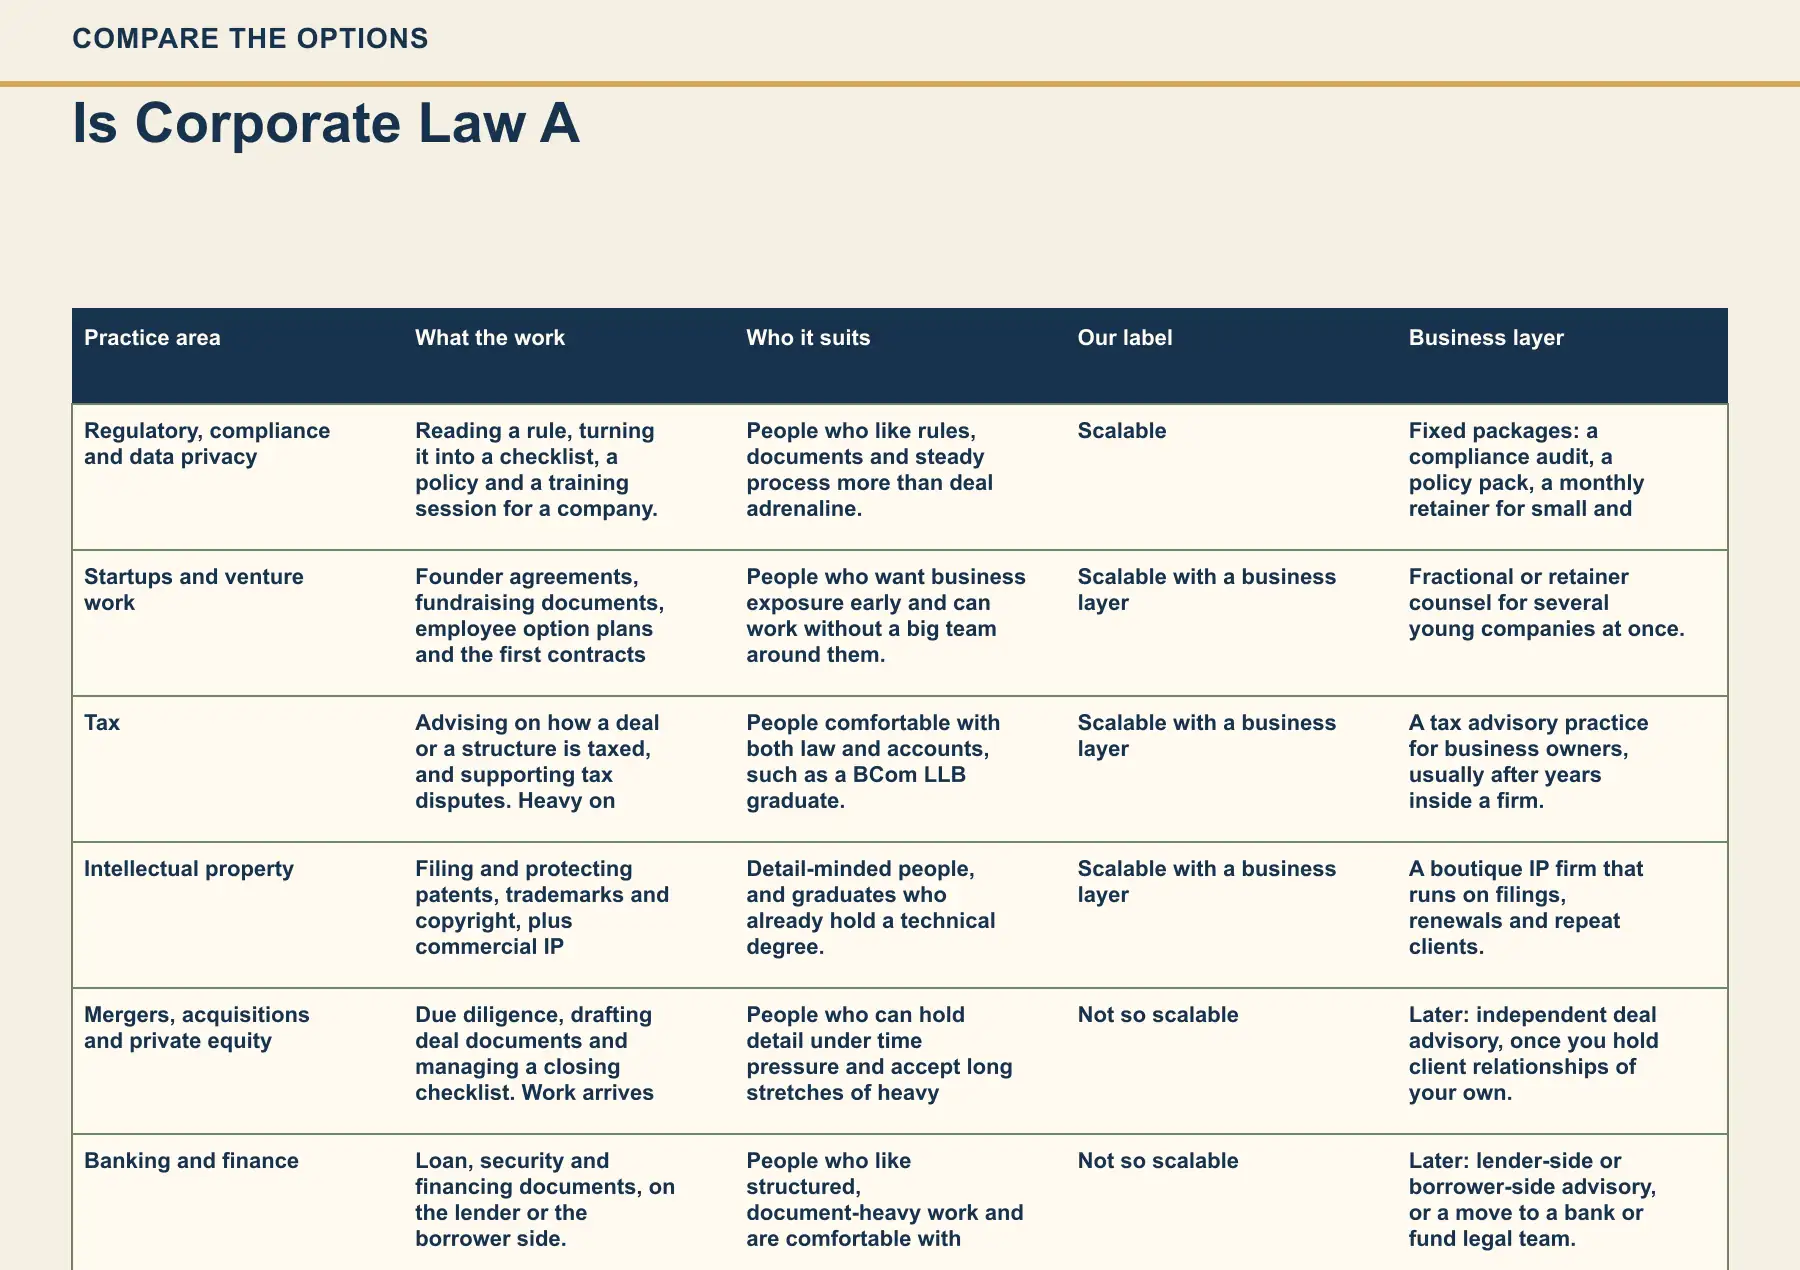 COMPARE THE OPTIONS
Is Corporate Law A
Practice area
What the work
Who it suits
Our label
Business layer
Regulatory, compliance
and data privacy
Reading a rule, turning
it into a checklist, a
policy and a training
session for a company.
People who like rules,
documents and steady
process more than deal
adrenaline.
Scalable
Fixed packages: a
compliance audit, a
policy pack, a monthly
retainer for small and
Startups and venture
work
Founder agreements,
fundraising documents,
employee option plans
and the first contracts
People who want business
exposure early and can
work without a big team
around them.
Scalable with a business
layer
Fractional or retainer
counsel for several
young companies at once.
Tax
Advising on how a deal
or a structure is taxed,
and supporting tax
disputes. Heavy on
People comfortable with
both law and accounts,
such as a BCom LLB
graduate.
Scalable with a business
layer
A tax advisory practice
for business owners,
usually after years
inside a firm.
Intellectual property
Filing and protecting
patents, trademarks and
copyright, plus
commercial IP
Detail-minded people,
and graduates who
already hold a technical
degree.
Scalable with a business
layer
A boutique IP firm that
runs on filings,
renewals and repeat
clients.
Mergers, acquisitions
and private equity
Due diligence, drafting
deal documents and
managing a closing
checklist. Work arrives
People who can hold
detail under time
pressure and accept long
stretches of heavy
Not so scalable
Later: independent deal
advisory, once you hold
client relationships of
your own.
Banking and finance
Loan, security and
financing documents, on
the lender or the
borrower side.
People who like
structured,
document-heavy work and
are comfortable with
Not so scalable
Later: lender-side or
borrower-side advisory,
or a move to a bank or
fund legal team.